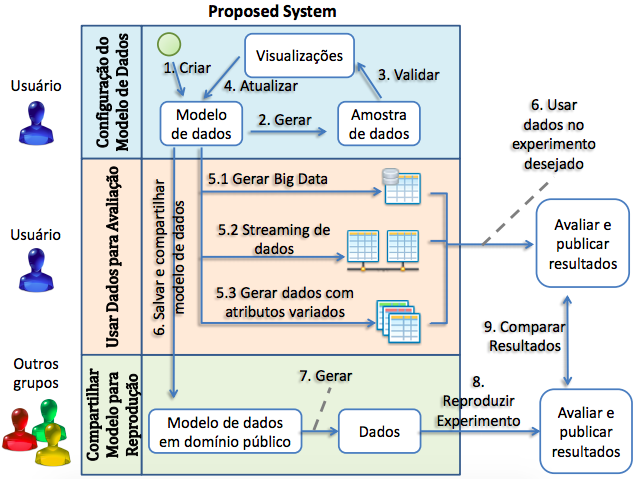 Proposed System
Usuário
Configuração do
Modelo de Dados
1. Criar
Visualizações
4. Atualizar
3. Validar
Modelo
de dados
2. Gerar
Amostra
de dados
6. Usar
dados no
experimento
desejado
Usuário
Usar Dados para Avaliação
6. Salvar e compartilhar
modelo de dados
5.1 Gerar Big Data
5.2 Streaming de
dados
5.3 Gerar dados com
atributos variados
Avaliar e
publicar
resultados
9. Comparar
Resultados
Outros
grupos
Compartilhar
Modelo para
Reprodução
7. Gerar
Modelo de dados
em domínio público
Dados
8.
Reproduzir
Experimento
Avaliar e
publicar
resultados